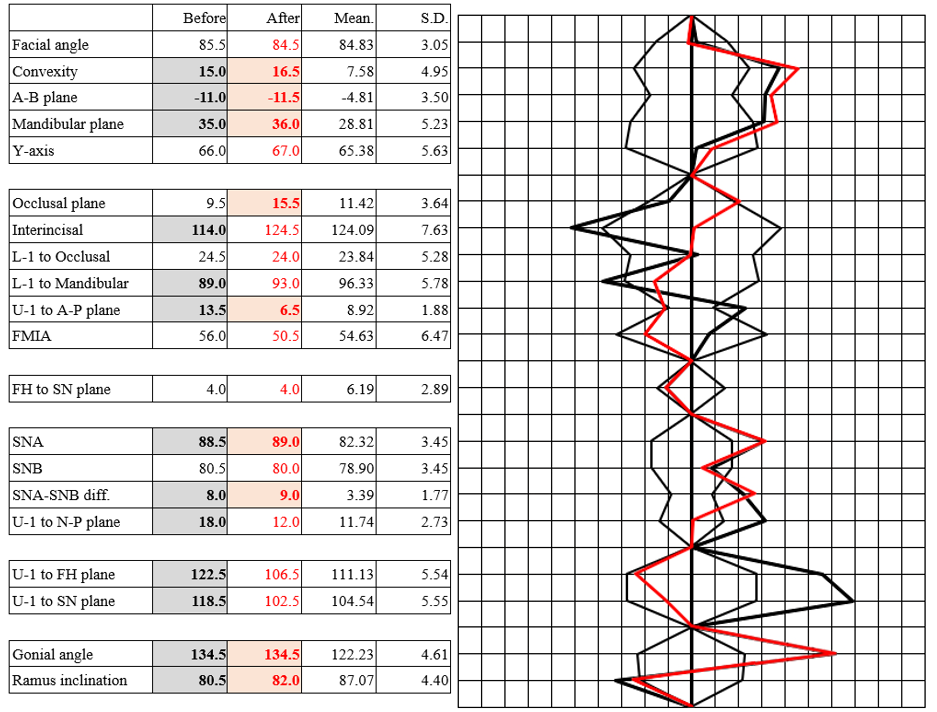 Before After Mean. S.D.
Facial angle 85.5 84.5 84.83 3.05
Convexity 15.0 16.5 7.58 4.95
A-B plane -11.0 -11.5 -4.81 3.50
Mandibular plane 35.0 36.0 28.81 5.23
Y-axis 66.0 67.0 65.38 5.63
Occlusal plane 9.5 15.5 11.42 3.64
Interincisal 114.0 124.5 124.09 7.63
L-1 to Occlusal 24.5 24.0 23.84 5.28
L-1 to Mandibular 89.0 93.0 96.33 5.78
U-1 to A-P plane 13.5 6.5 8.92 1.88
FMIA 56.0 50.5 54.63 6.47
FH to SN plane 4.0 4.0 6.19 2.89
SNA 88.5 89.0 82.32 3.45
SNB 80.5 80.0 78.90 3.45
SNA-SNB diff. 8.0 9.0 3.39 1.77
U-1 to N-P plane 18.0 12.0 11.74 2.73
U-1 to FH plane 122.5 106.5 111.13 5.54
U-1 to SN plane 118.5 102.5 104.54 5.55
Gonial angle 134.5 134.5 122.23 4.61
Ramus inclination 80.5 82.0 87.07 4.40